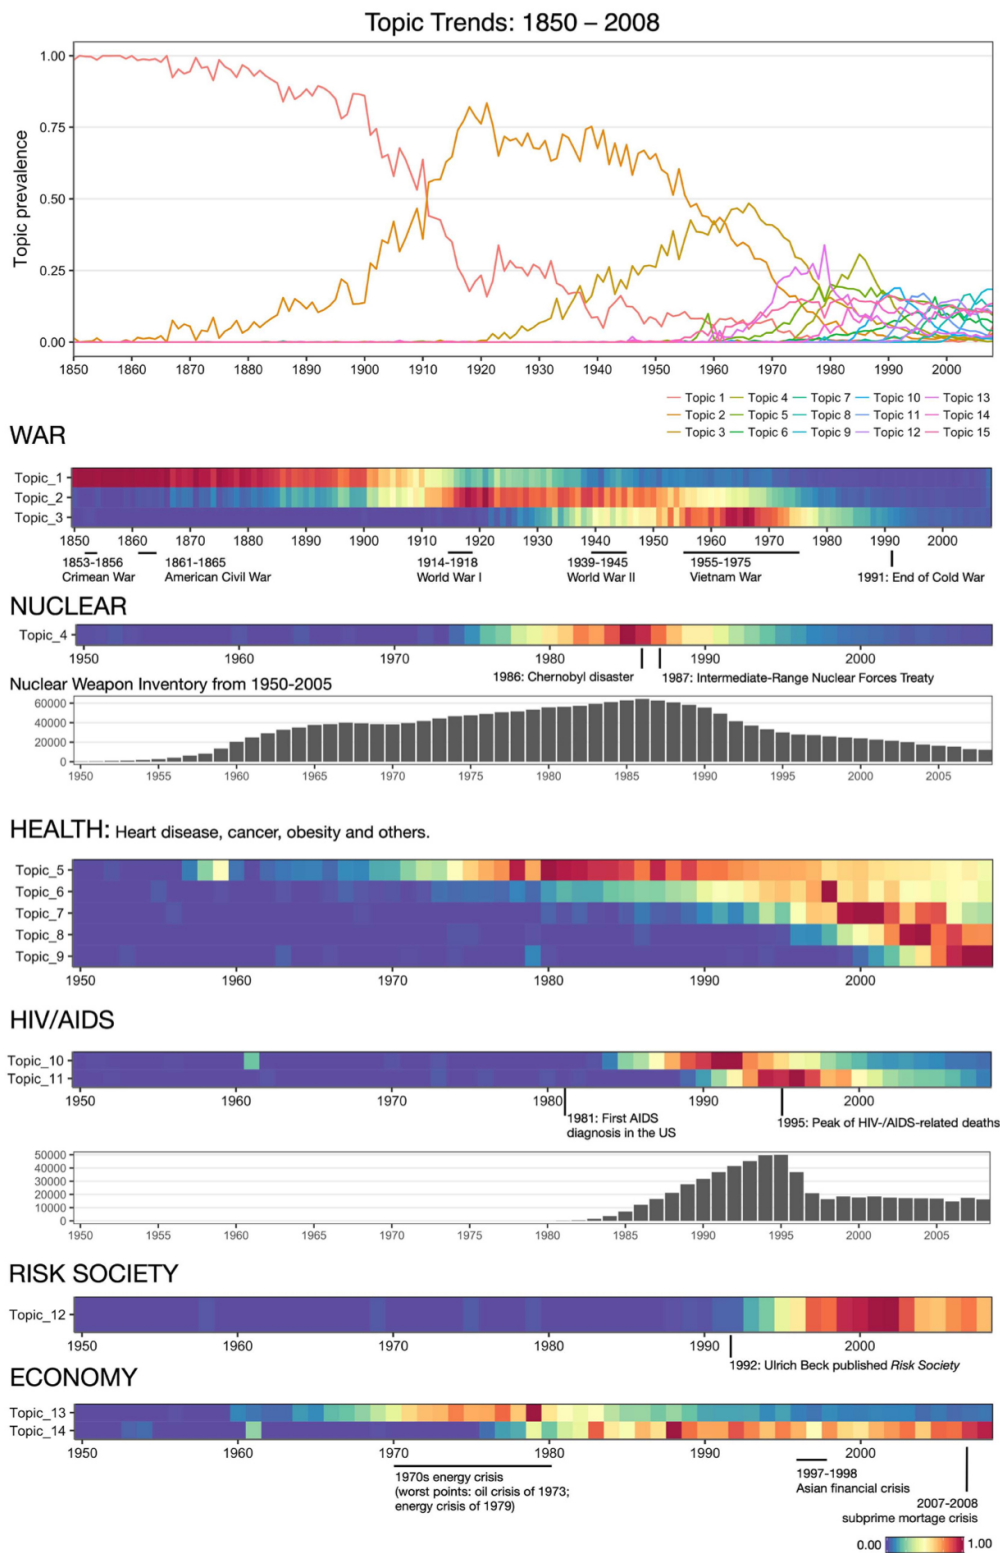 Topic Trends: 1850 – 2008
Topic prevalence
1.00
0.75
0.50
0.25
0.00
1850 1860 1870 1880 1890 1900 1910 1920 1930 1940 1950 1960 1970 1980 1990 2000
Topic 1 Topic 4 Topic 7 Topic 10 Topic 13
Topic 2 Topic 5 Topic 8 Topic 11 Topic 14
Topic 3 Topic 6 Topic 9 Topic 12 Topic 15
WAR
Topic_1
Topic_2
Topic_3
1850 1860 1870 1880 1890 1900 1910 1920 1930 1940 1950 1960 1970 1980 1990 2000
1853-1856 1861-1865 1914-1918 1939-1945 1955-1975
Crimean War American Civil War World War I World War II Vietnam War 1991: End of Cold War
NUCLEAR
Topic_4
1950 1960 1970 1980 1990 2000
1986: Chernobyl disaster 1987: Intermediate-Range Nuclear Forces Treaty
Nuclear Weapon Inventory from 1950-2005
60000
40000
20000
0
1950 1955 1960 1965 1970 1975 1980 1985 1990 1995 2000 2005
HEALTH: Heart disease, cancer, obesity and others.
Topic_5
Topic_6
Topic_7
Topic_8
Topic_9
1950 1960 1970 1980 1990 2000
HIV/AIDS
Topic_10
Topic_11
1950 1960 1970 1980 1990 2000
1981: First AIDS
diagnosis in the US
1995: Peak of HIV-/AIDS-related deaths
50000
40000
30000
20000
10000
0
1950 1955 1960 1965 1970 1975 1980 1985 1990 1995 2000 2005
RISK SOCIETY
Topic_12
1950 1960 1970 1980 1990 2000
1992: Ulrich Beck published Risk Society
ECONOMY
Topic_13
Topic_14
1950 1960 1970 1980 1990 2000
1970s energy crisis
(worst points: oil crisis of 1973;
energy crisis of 1979)
1997-1998
Asian financial crisis
2007-2008
subprime mortage crisis
0.00 1.00